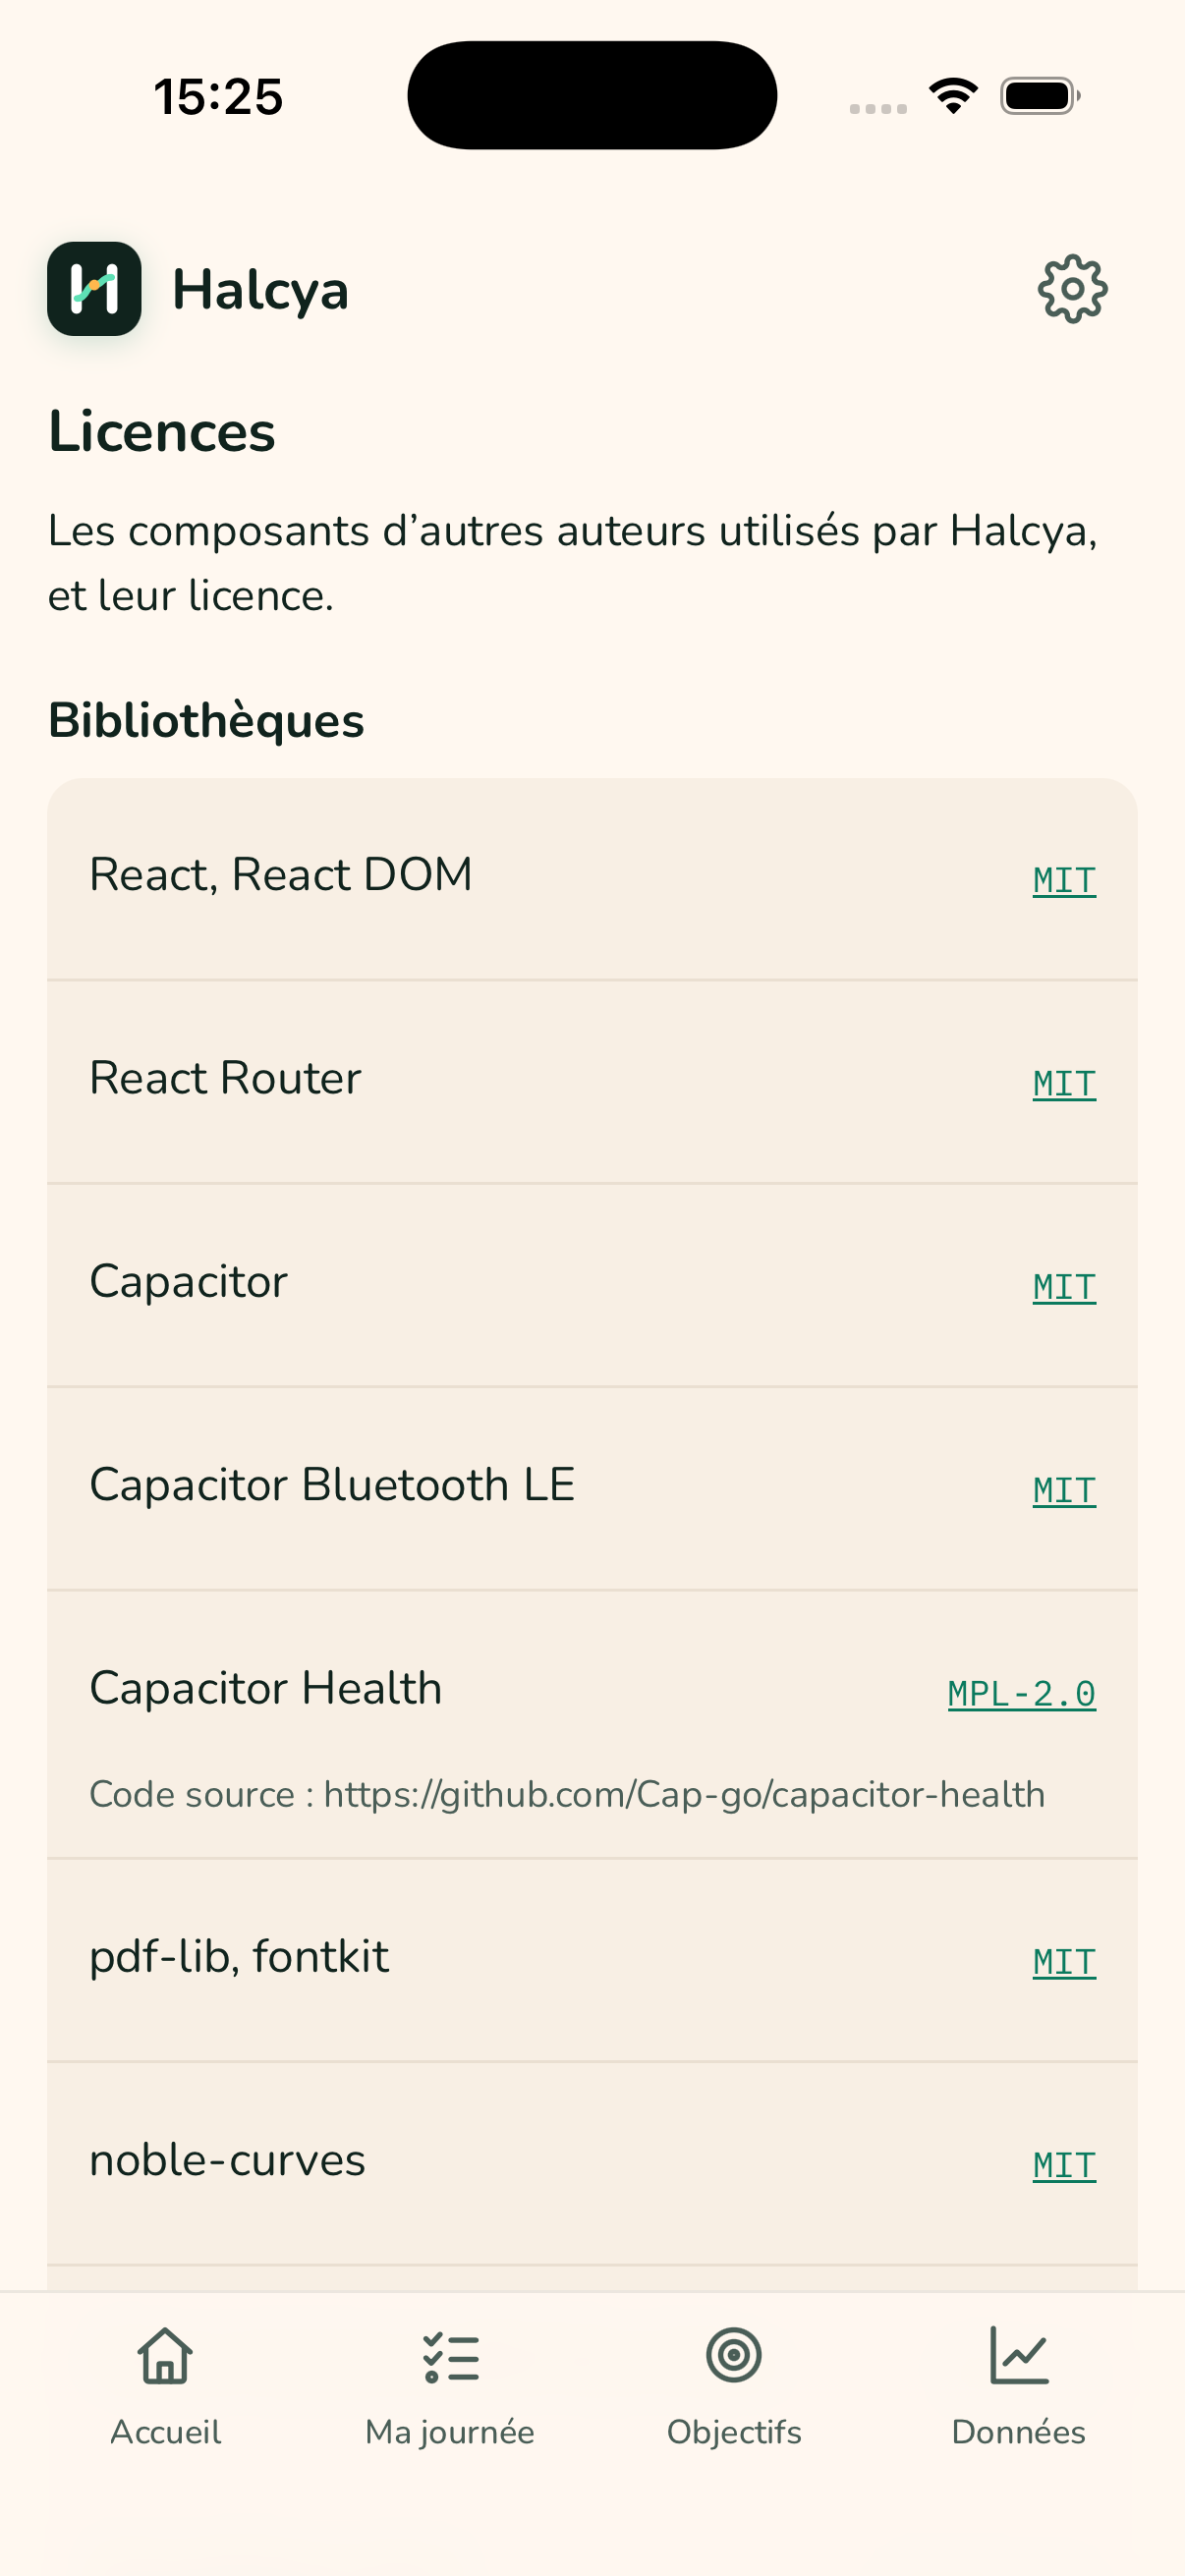 15:25
Halcya
Licences
Les composants d’autres auteurs utilisés par Halcya,
et leur licence.
Bibliothèques
React, React DOM MIT
React Router MIT
Capacitor MIT
Capacitor Bluetooth LE MIT
Capacitor Health MPL-2.0
Code source : https://github.com/Cap-go/capacitor-health
pdf-lib, fontkit MIT
noble-curves MIT
Accueil Ma journée Objectifs Données